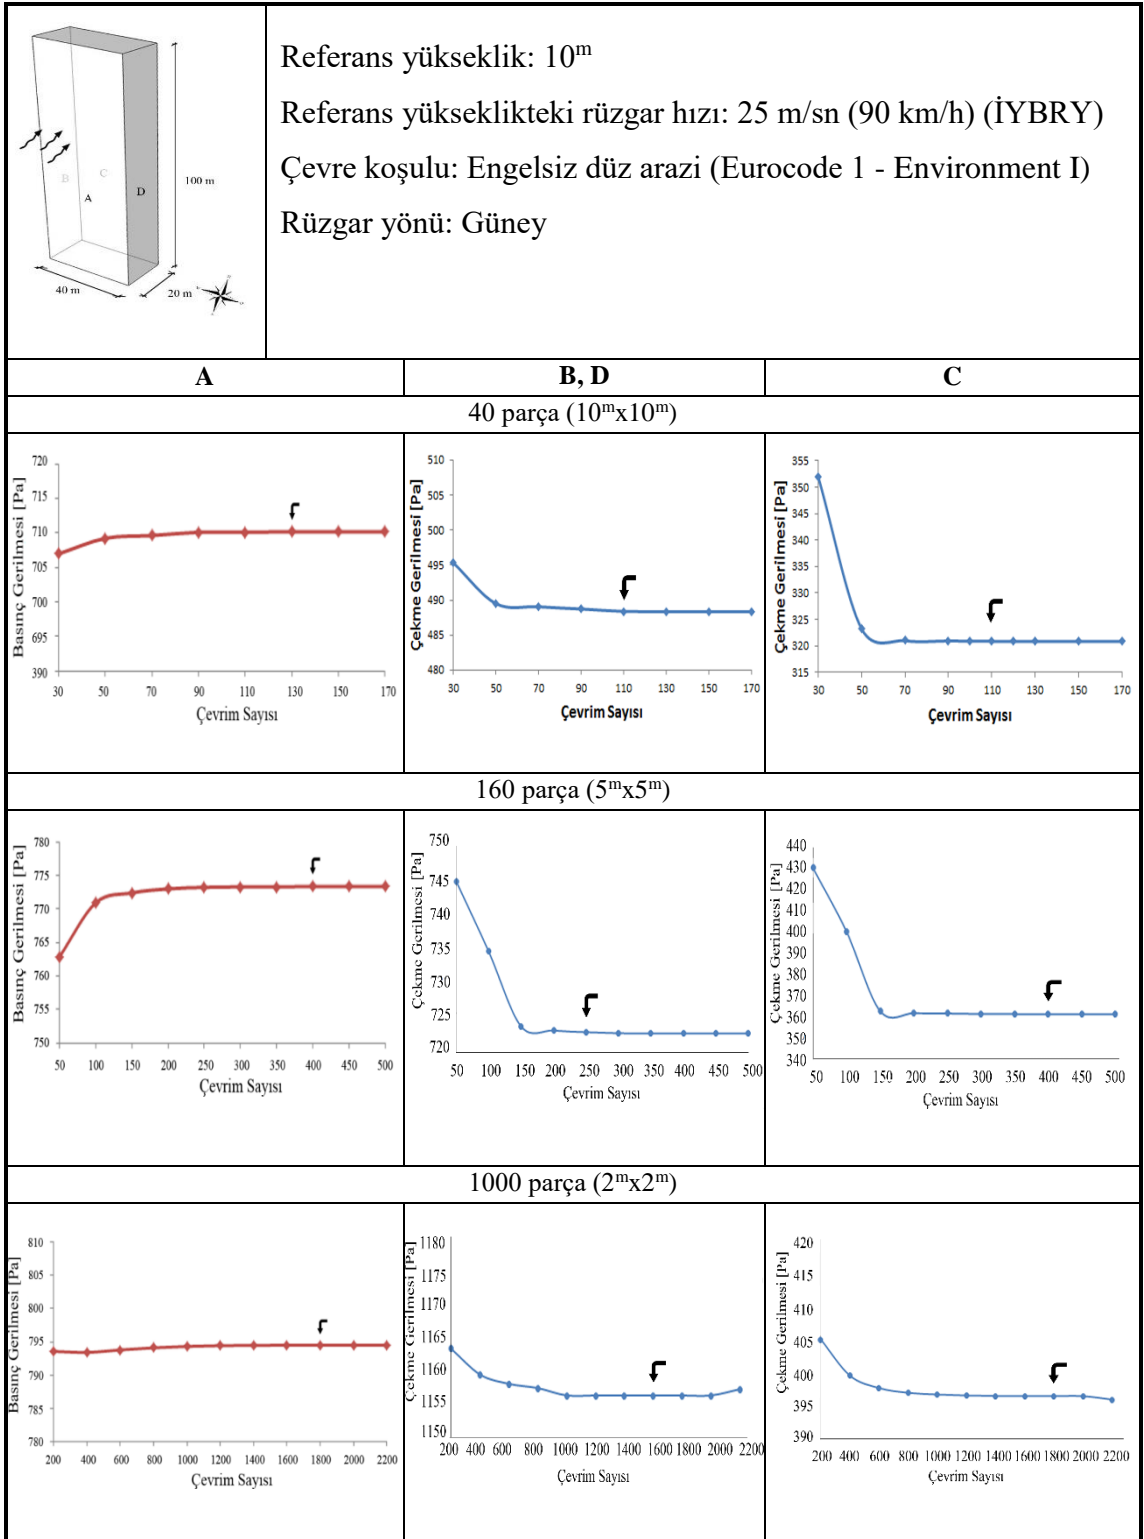 B
C
A
D
100 m
40 m
20 m
Referans yükseklik: 10m
Referans yükseklikteki rüzgar hızı: 25 m/sn (90 km/h) (İYBRY)
Çevre koşulu: Engelsiz düz arazi (Eurocode 1 - Environment I)
Rüzgar yönü: Güney
A
B, D
C
40 parça (10mx10m)
Basınç Gerilmesi [Pa]
720
715
710
705
700
695
390
30 50 70 90 110 130 150 170
Çevrim Sayısı
Çekme Gerilmesi [Pa]
510
505
500
495
490
485
480
30 50 70 90 110 130 150 170
Çevrim Sayısı
Çekme Gerilmesi [Pa]
355
350
345
340
335
330
325
320
315
30 50 70 90 110 130 150 170
Çevrim Sayısı
160 parça (5mx5m)
Basınç Gerilmesi [Pa]
780
775
770
765
760
755
750
50 100 150 200 250 300 350 400 450 500
Çevrim Sayısı
Çekme Gerilmesi [Pa]
750
745
740
735
730
725
720
50 100 150 200 250 300 350 400 450 500
Çevrim Sayısı
Çekme Gerilmesi [Pa]
440
430
420
410
400
390
380
370
360
350
340
50 100 150 200 250 300 350 400 450 500
Çevrim Sayısı
1000 parça (2mx2m)
Basınç Gerilmesi [Pa]
810
805
800
795
790
785
780
200 400 600 800 1000 1200 1400 1600 1800 2000 2200
Çevrim Sayısı
Çekme Gerilmesi [Pa]
1180
1175
1170
1165
1160
1155
1150
200 400 600 800 1000 1200 1400 1600 1800 2000 2200
Çevrim Sayısı
Çekme Gerilmesi [Pa]
420
415
410
405
400
395
390
200 400 600 800 1000 1200 1400 1600 1800 2000 2200
Çevrim Sayısı